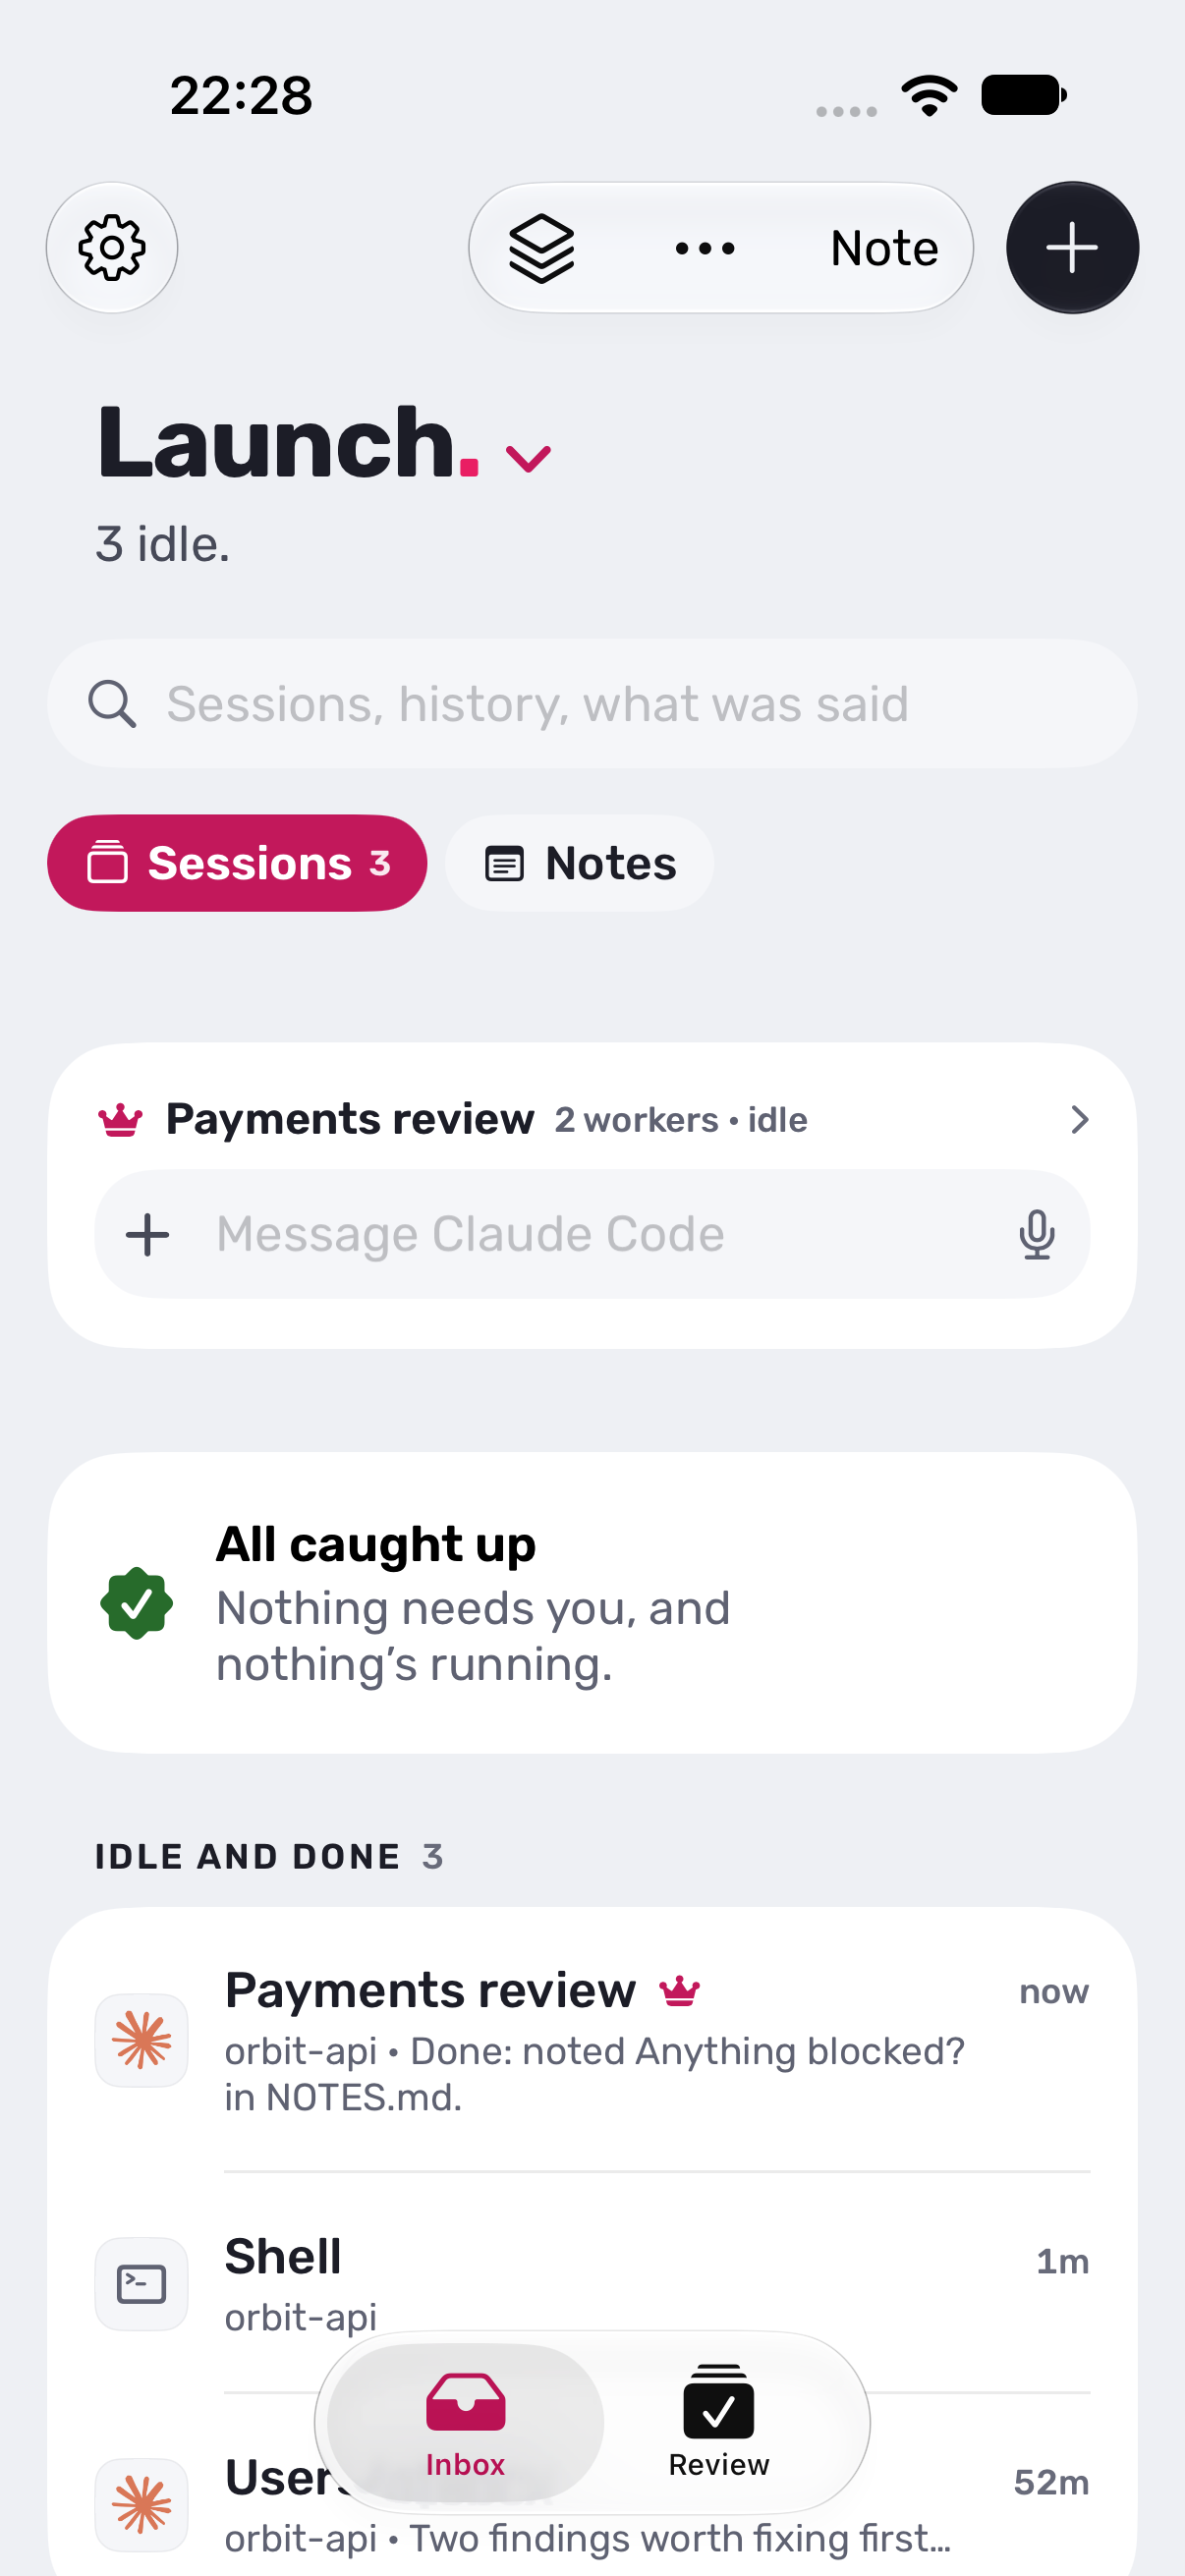 22:28
Note
Launch.
3 idle.
Sessions, history, what was said
Sessions 3
Notes
Payments review 2 workers • idle
Message Claude Code
All caught up
Nothing needs you, and
nothing’s running.
IDLE AND DONE 3
Payments review now
orbit-api • Done: noted Anything blocked?
in NOTES.md.
Shell 1m
orbit-api
Inbox
Review
52m
orbit-api • Two findings worth fixing first…